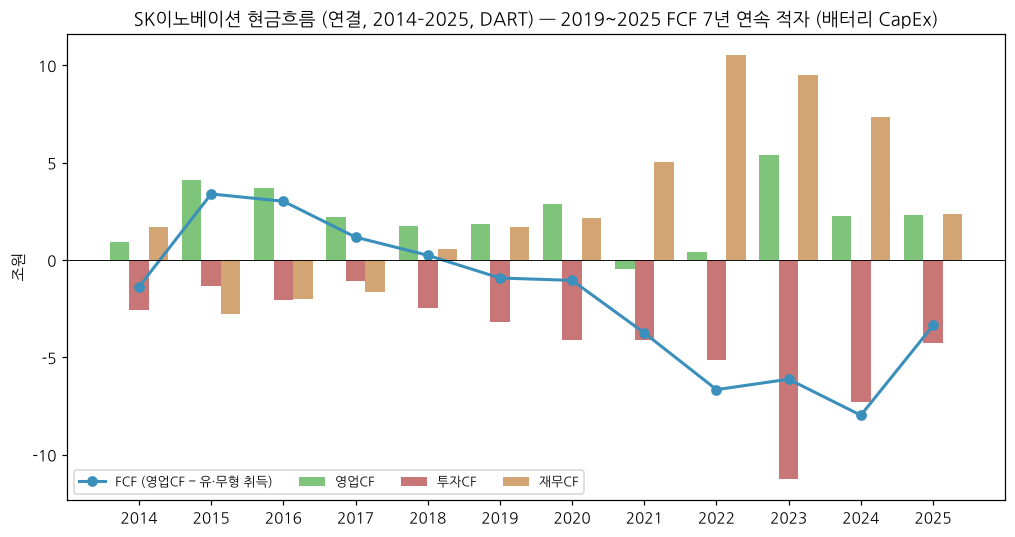 SK이노베이션 현금흐름 (연결, 2014-2025, DART) — 2019~2025 FCF 7년 연속 적자 (배터리 CapEx)
조원
10
5
0
-5
-10
FCF (영업CF − 유·무형 취득)
영업CF
투자CF
재무CF
2014 2015 2016 2017 2018 2019 2020 2021 2022 2023 2024 2025